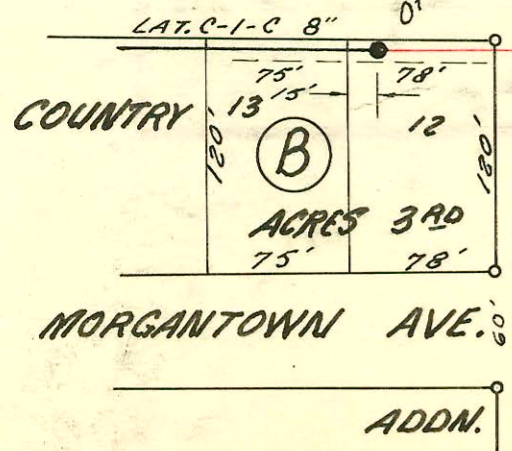 0'
LAT. C-1-C 8"
75' 78'
COUNTRY 13 15' 12
120' B 120'
ACRES 3RD
75' 78'
MORGANTOWN AVE. 60'
ADDN.